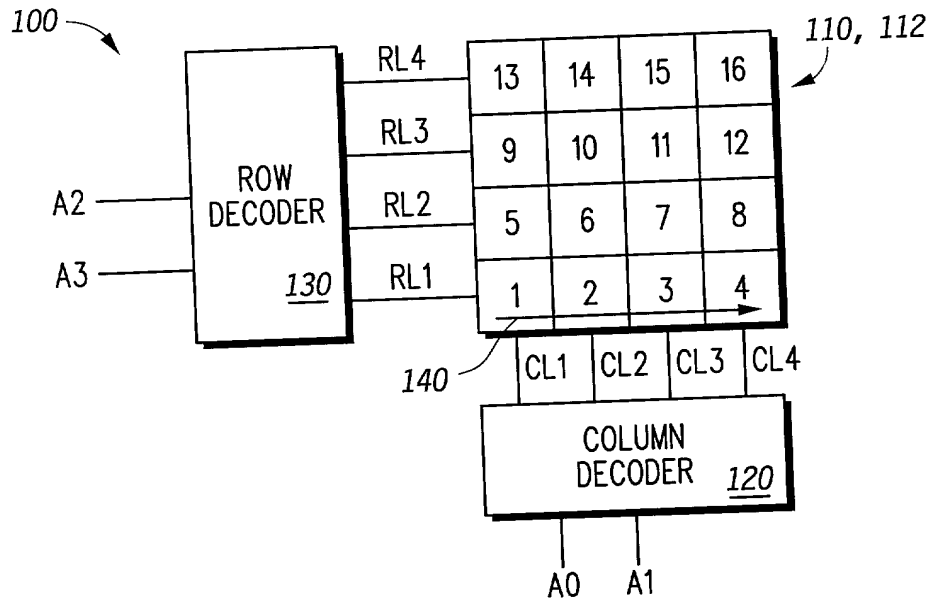 100
110, 112
RL4
RL3
RL2
RL1
A2
A3
ROW
DECODER
130
13 14 15 16
9 10 11 12
5 6 7 8
1 2 3 4
140
CL1 CL2 CL3 CL4
COLUMN
DECODER
120
A0 A1